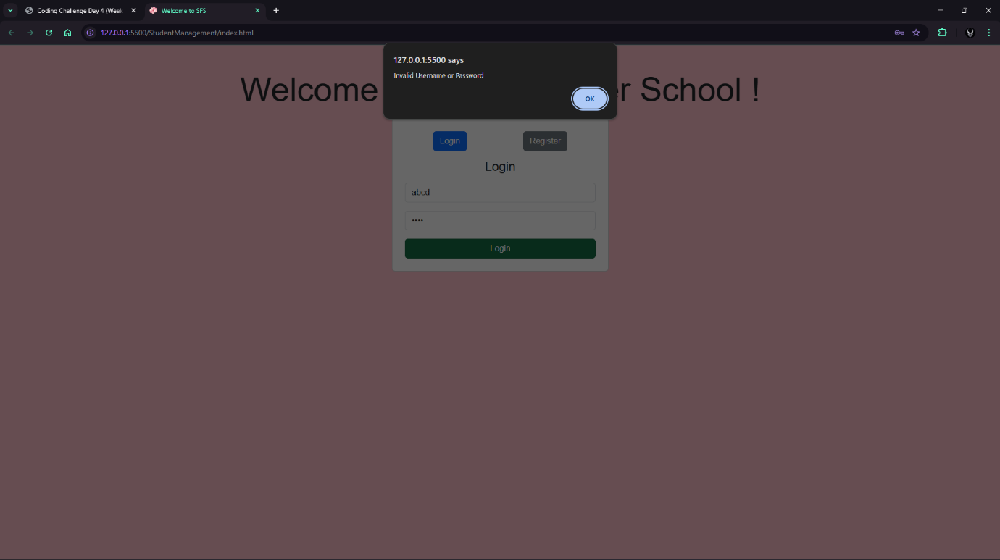 Coding Challenge Day 4 (Week
Welcome to SFS
127.0.0.1:5500/StudentManagement/index.html
127.0.0.1:5500 says
Invalid Username or Password
OK
Welcome
r School !
Login
Register
Login
abcd
••••
Login